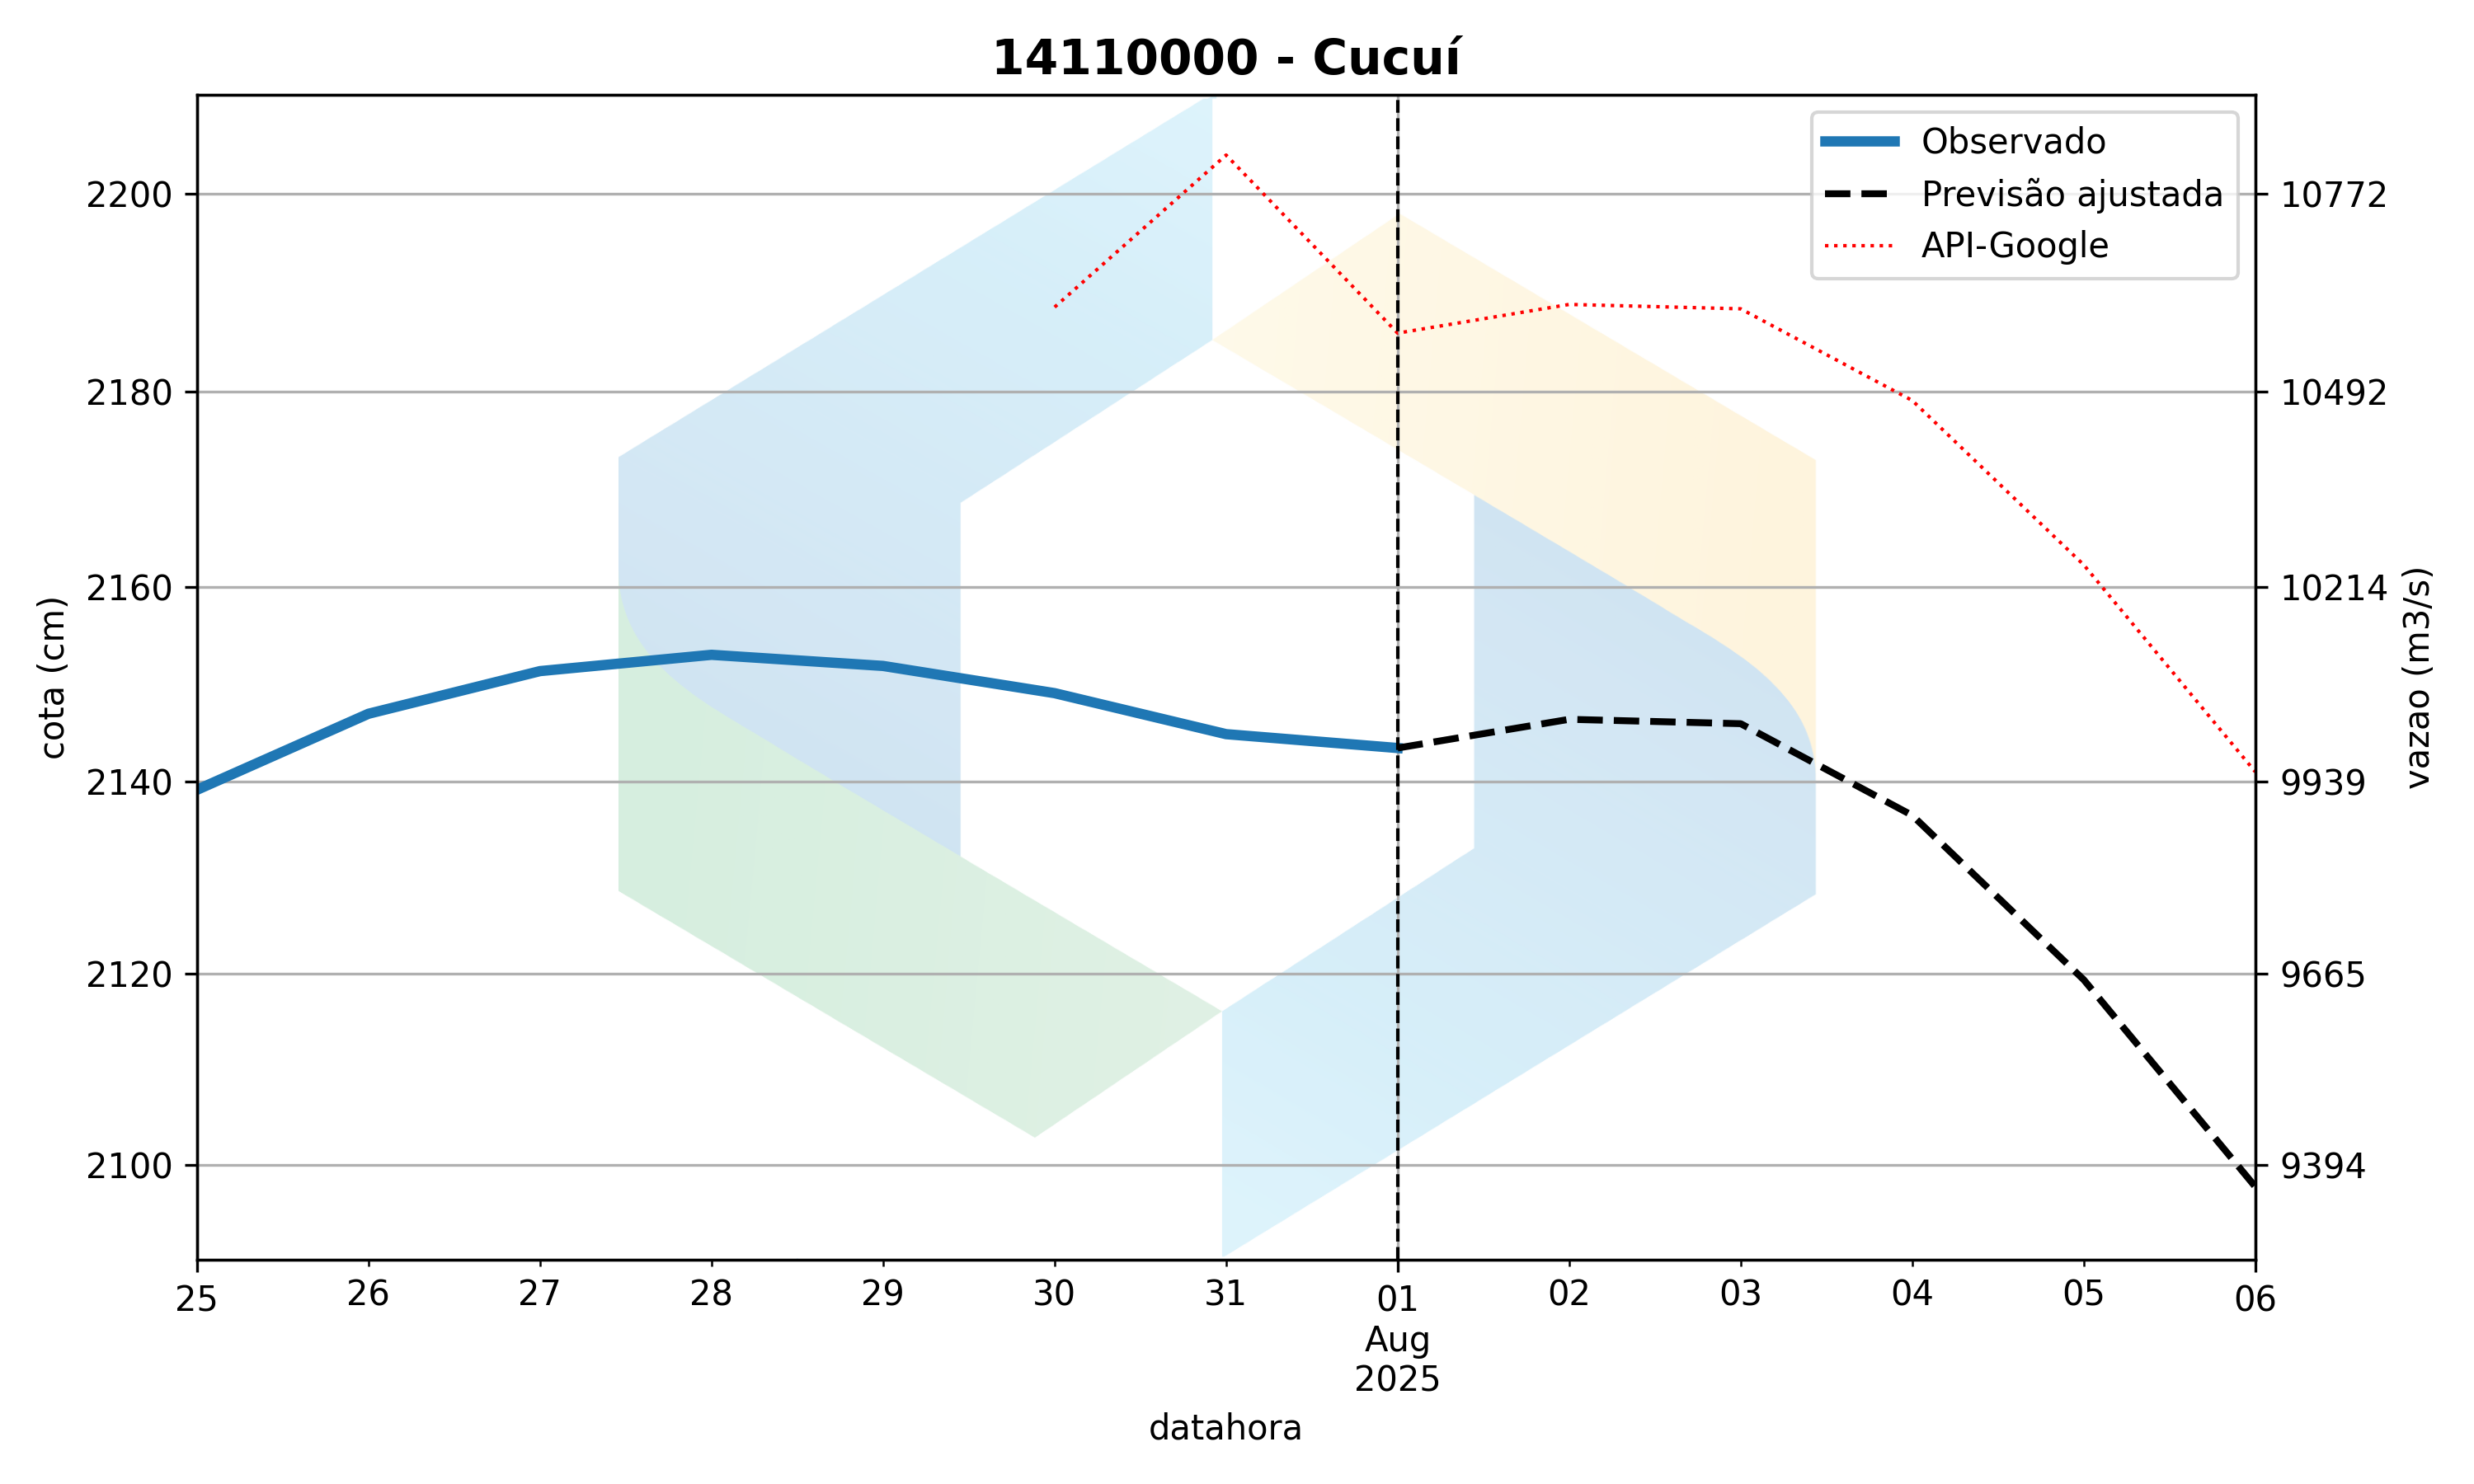 14110000 - Cucuí
Observado
Previsão ajustada
API-Google
2200
2180
2160
2140
2120
2100
cota (cm)
10772
10492
10214
9939
9665
9394
vazao (m3/s)
25 26 27 28 29 30 31 01 02 03 04 05 06
Aug
2025
datahora